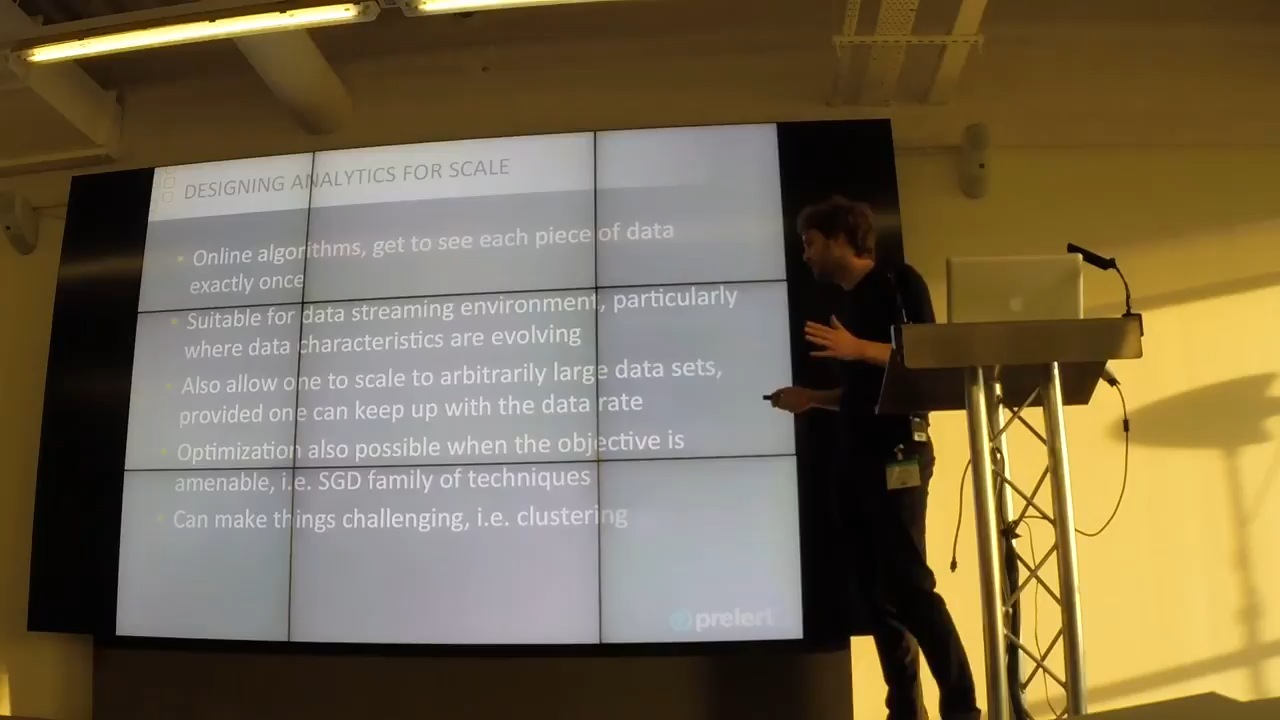 DESIGNING ANALYTICS FOR SCALE
Online algorithms, get to see each piece of data
exactly once
Suitable for data streaming environment, particularly
where data characteristics are evolving
Also allow one to scale to arbitrarily large data sets,
provided one can keep up with the data rate
Optimization also possible when the objective is
amenable, i.e. SGD family of techniques
Can make things challenging, i.e. clustering
prelert